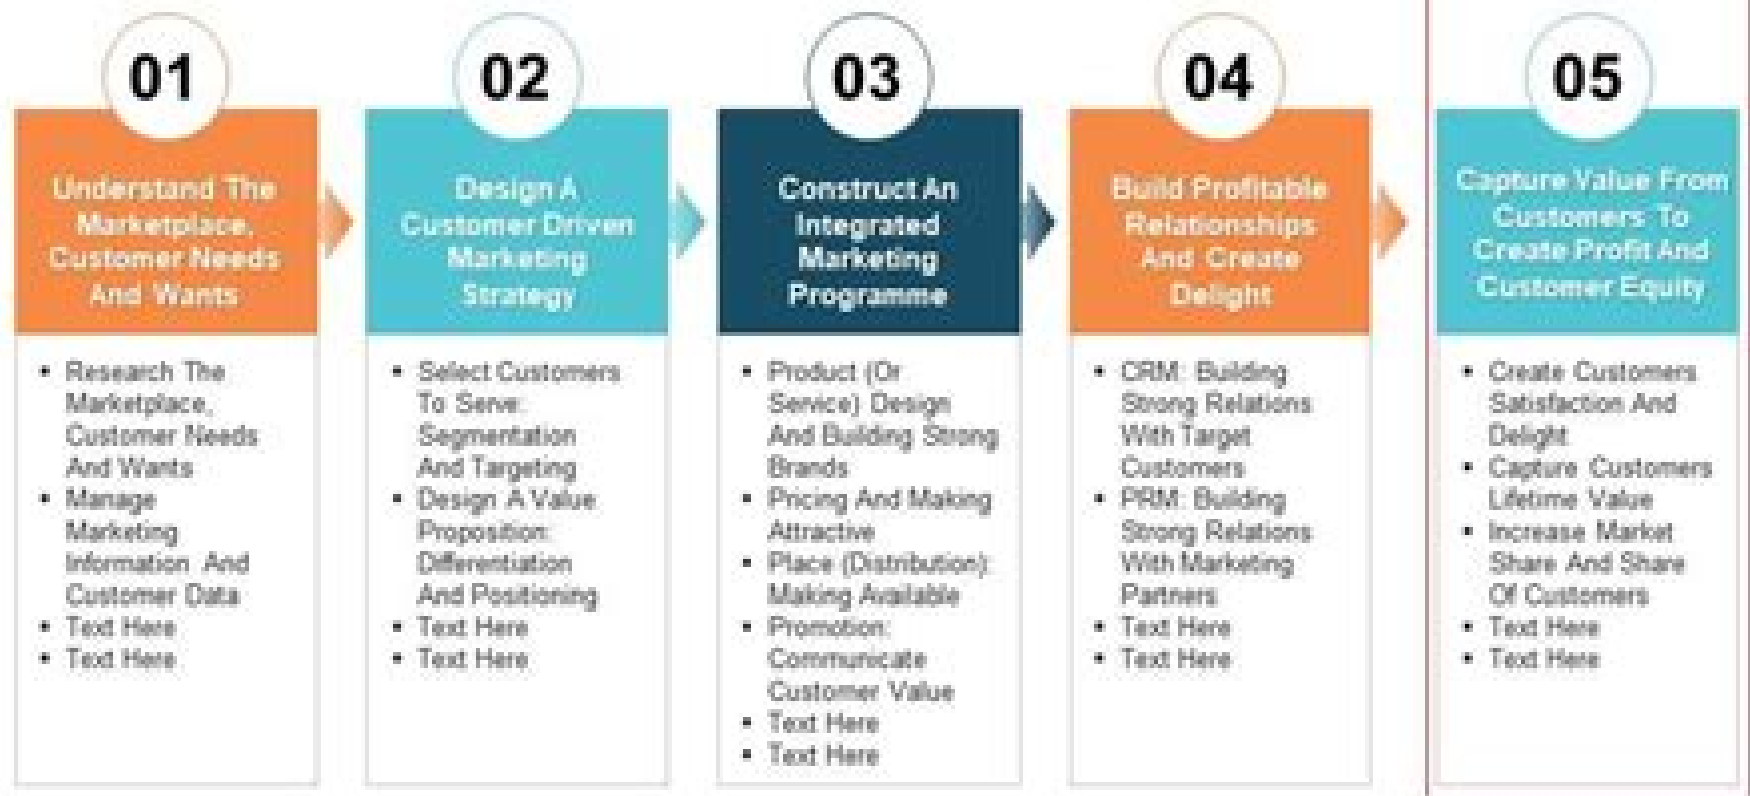 01
Understand The
Marketplace,
Customer Needs
And Wants
Research The
Marketplace,
Customer Needs
And Wants
Manage
Marketing
Information And
Customer Data
Text Here
Text Here
02
Design A
Customer Driven
Marketing
Strategy
Select Customers
To Serve:
Segmentation
And Targeting
Design A Value
Proposition:
Differentiation
And Positioning
Text Here
Text Here
03
Construct An
Integrated
Marketing
Programme
Product (Or
Service) Design
And Building Strong
Brands
Pricing And Making
Attractive
Place (Distribution):
Making Available
Promotion:
Communicate
Customer Value
Text Here
Text Here
04
Build Profitable
Relationships
And Create
Delight
CRM: Building
Strong Relations
With Target
Customers
PRM: Building
Strong Relations
With Marketing
Partners
Text Here
Text Here
05
Capture Value From
Customers To
Create Profit And
Customer Equity
Create Customers
Satisfaction And
Delight
Capture Customers
Lifetime Value
Increase Market
Share And Share
Of Customers
Text Here
Text Here